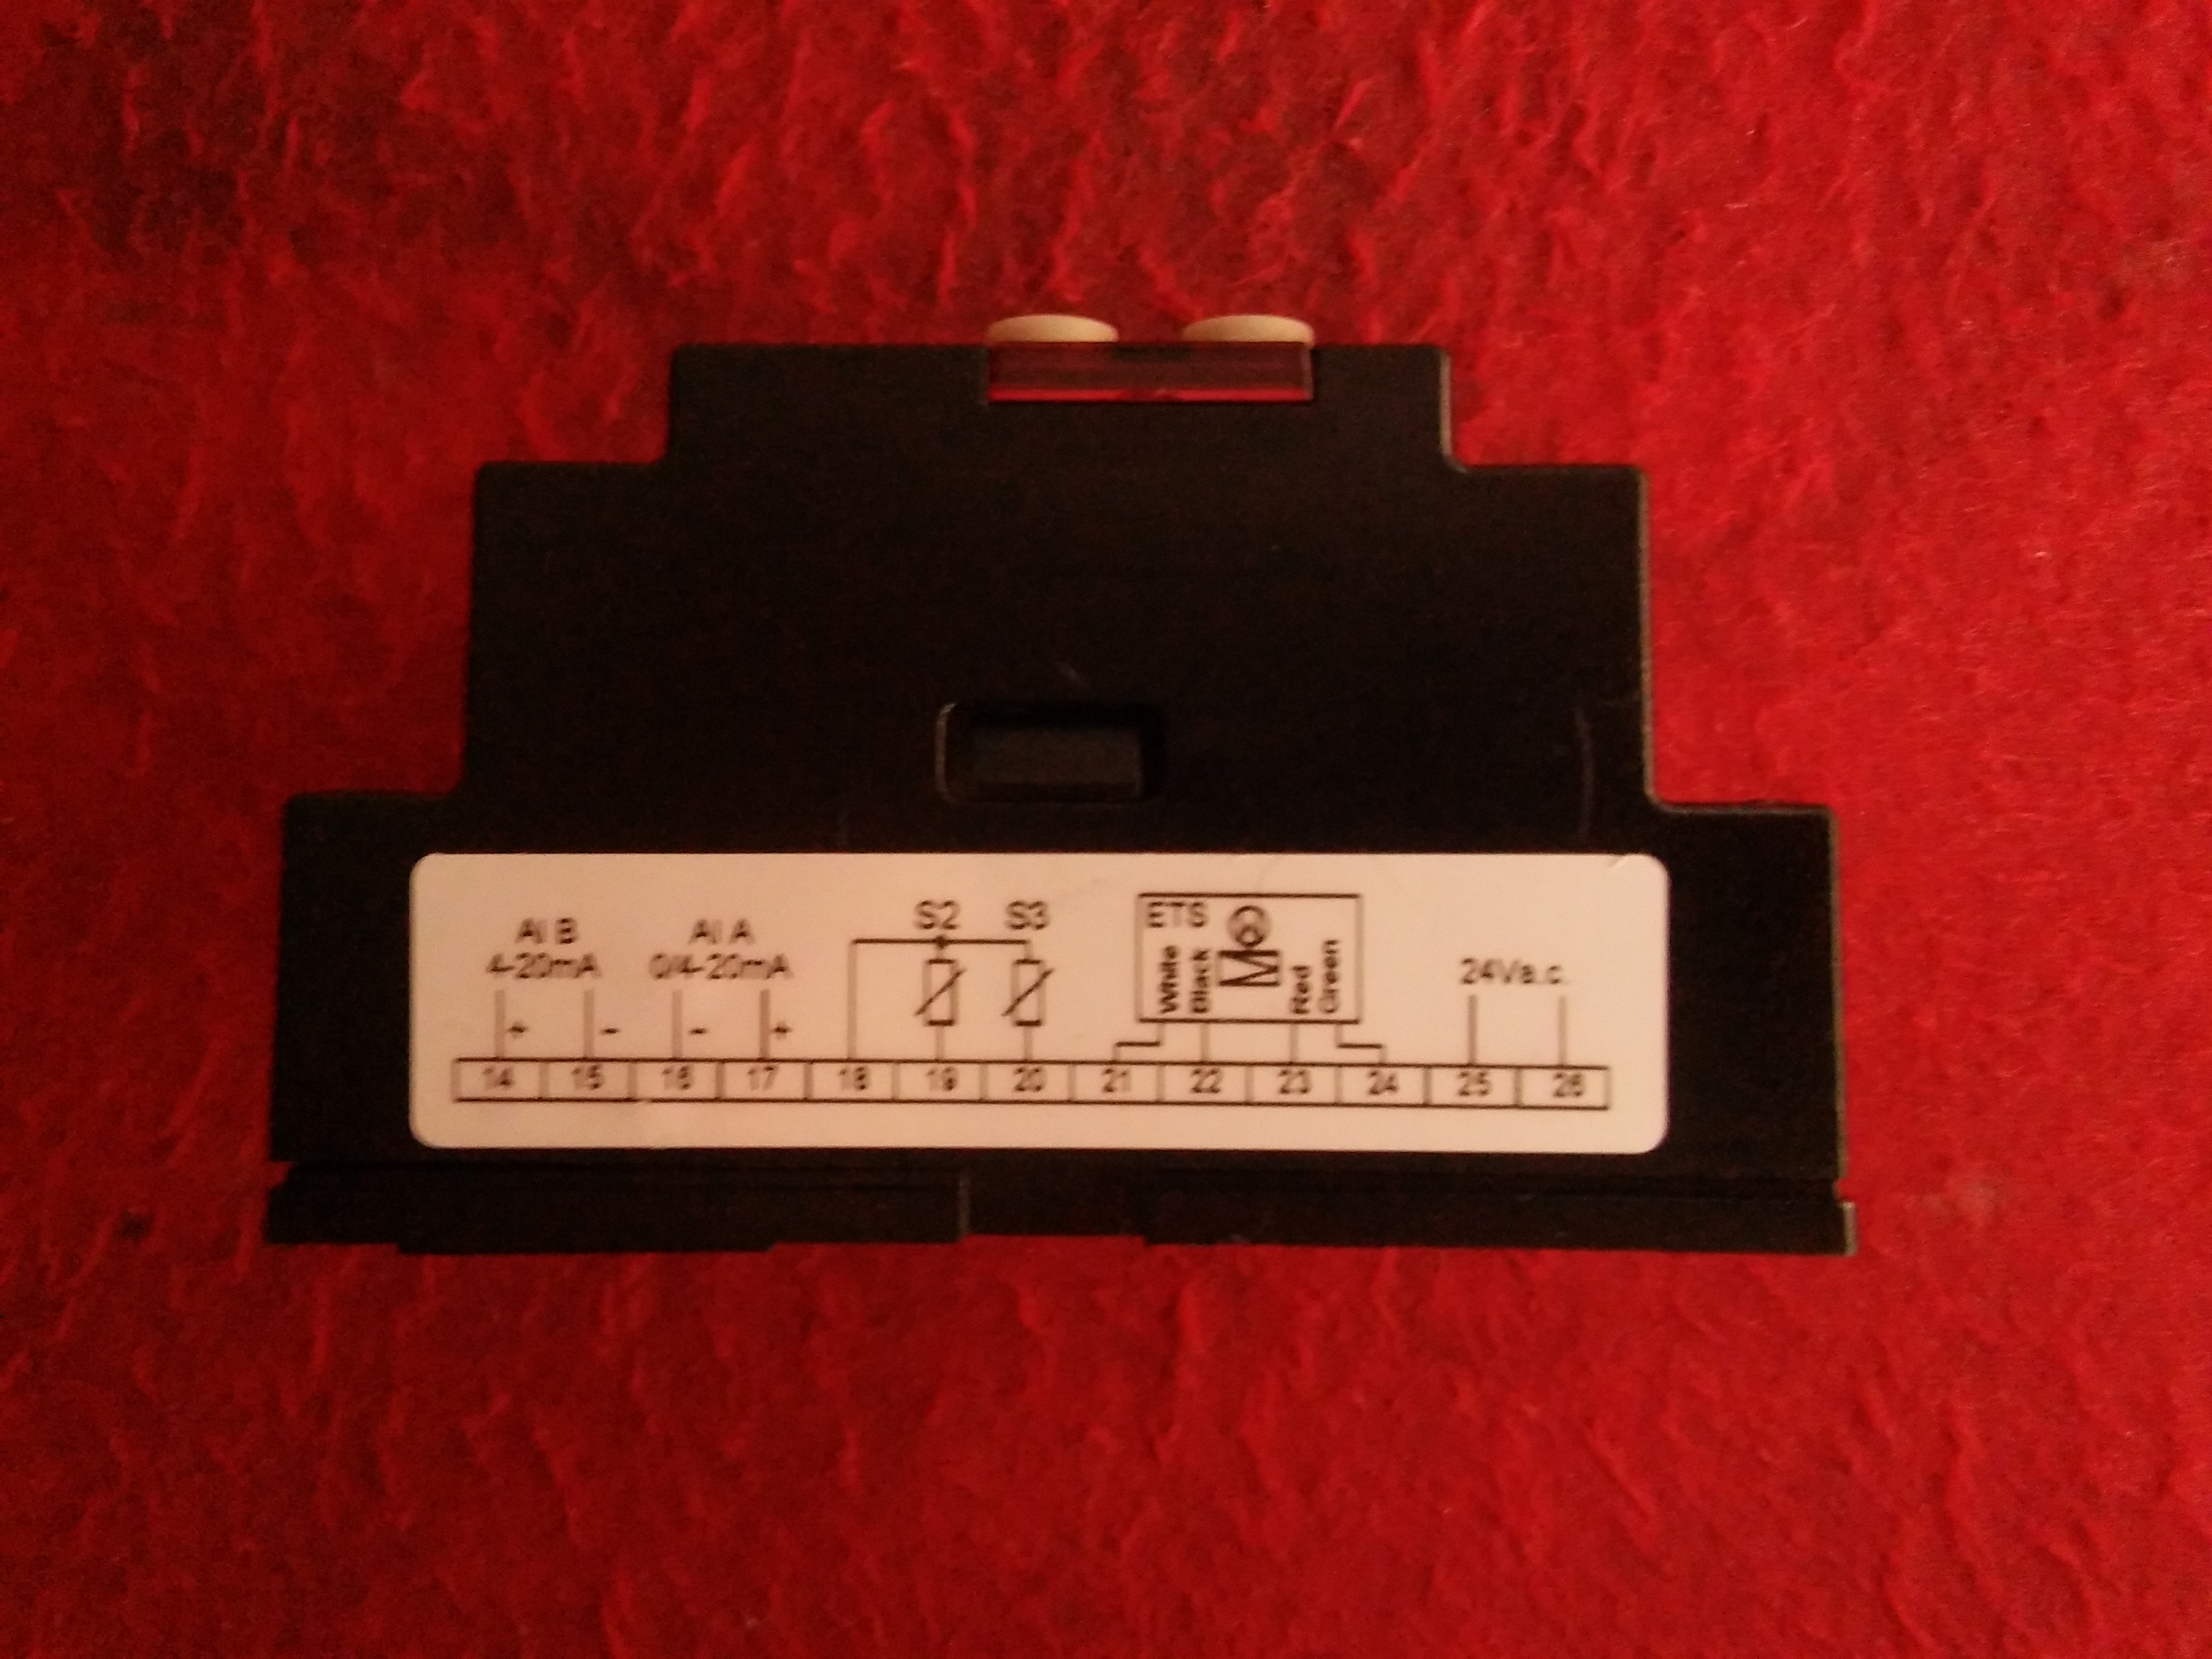 AI B
4-20mA
AI A
0/4-20mA
S2 S3
ETS
M
White
Black
Red
Green
24Va.c.
+ - - +
14 15 16 17 18 19 20 21 22 23 24 25 26